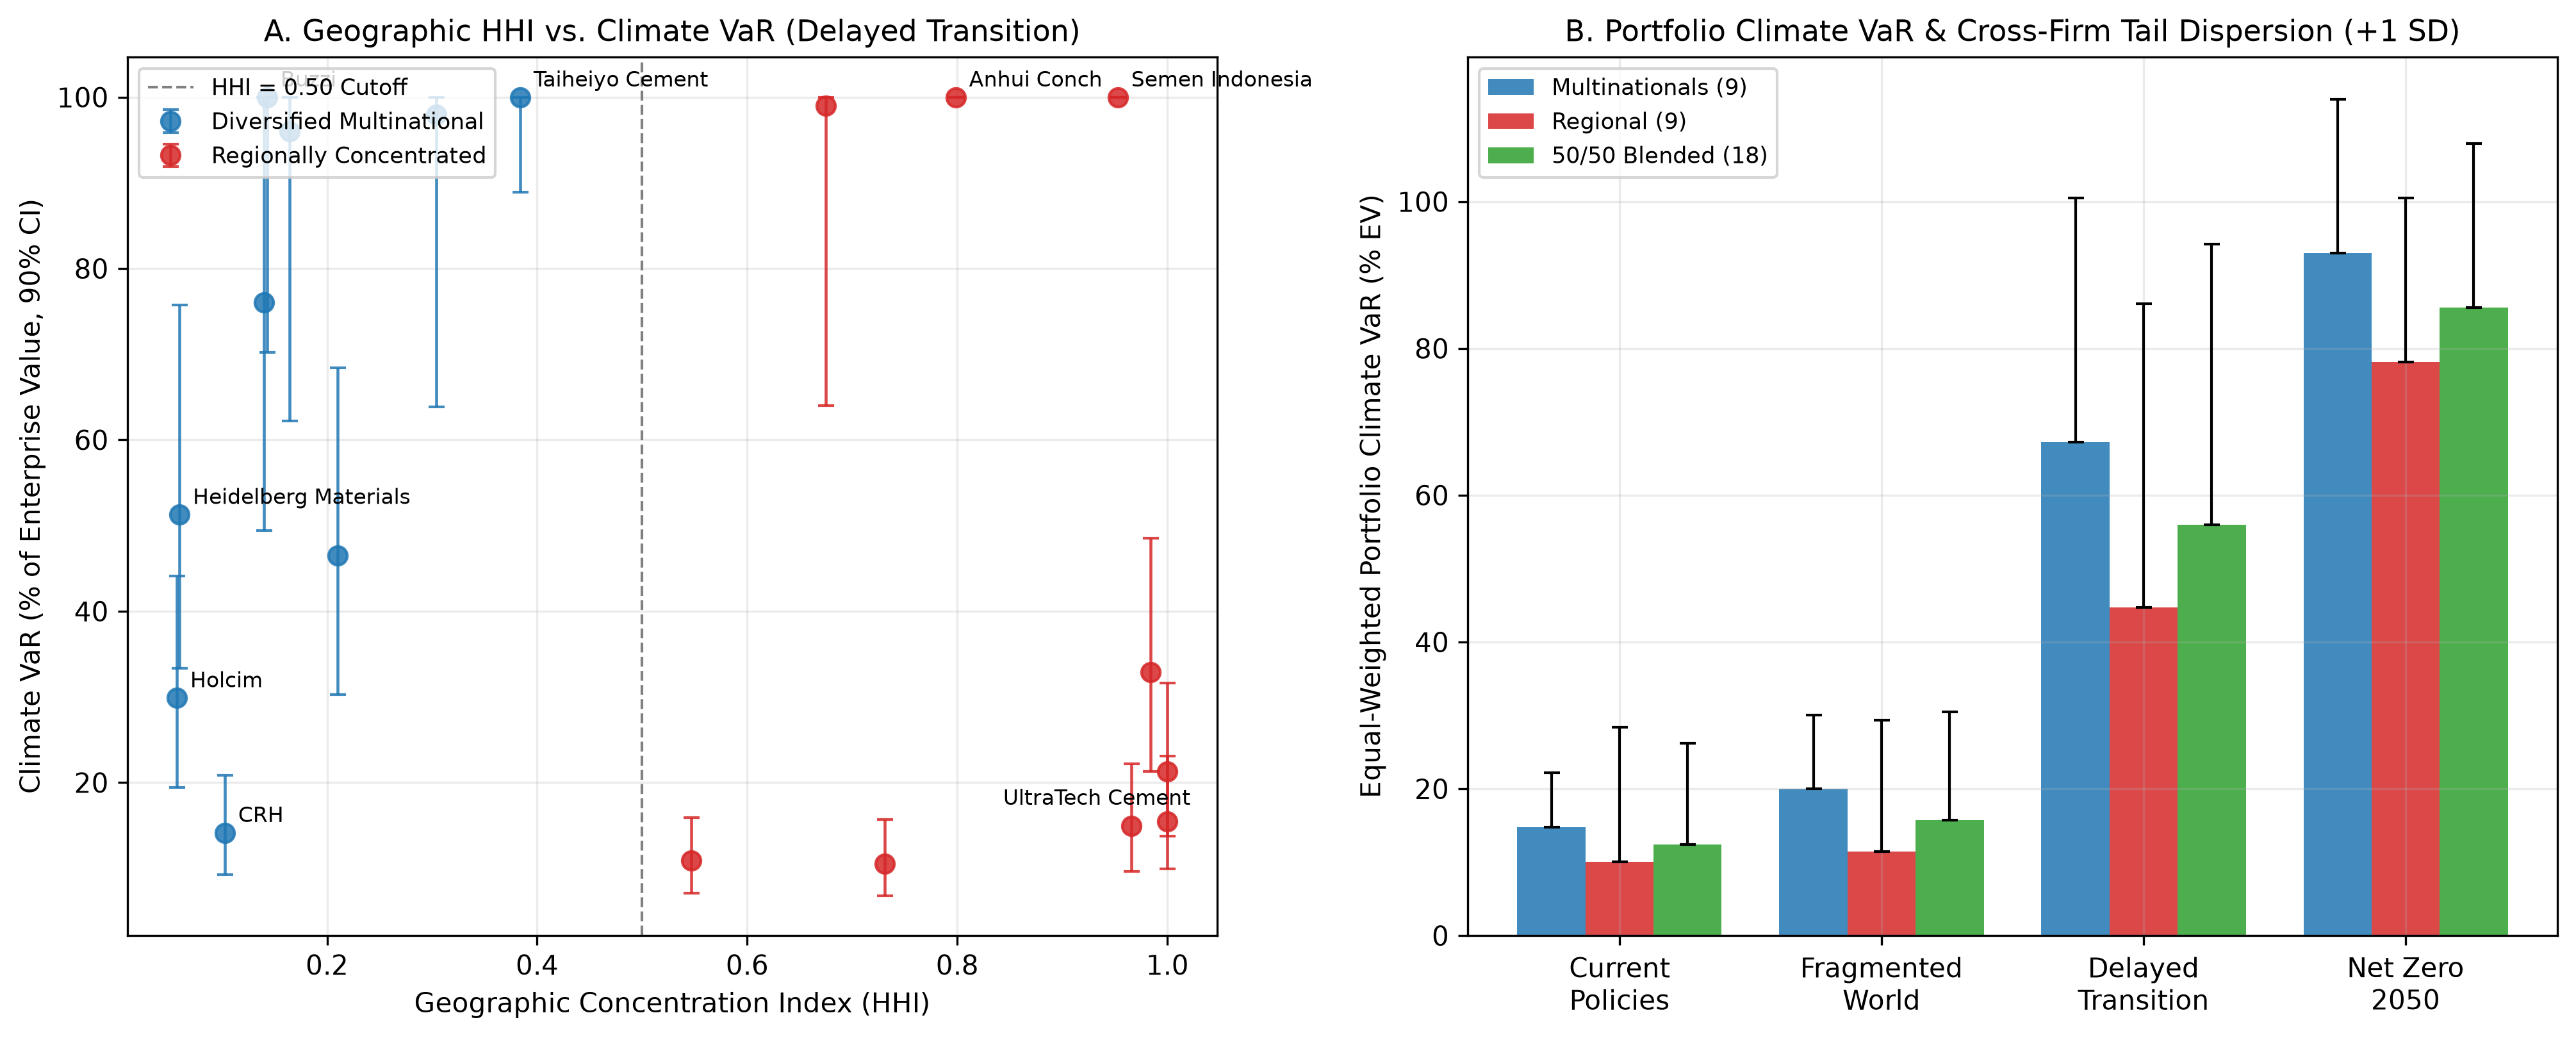 A. Geographic HHI vs. Climate VaR (Delayed Transition)
Climate VaR (% of Enterprise Value, 90% CI)
100
80
60
40
20
HHI = 0.50 Cutoff
Diversified Multinational
Regionally Concentrated
Buzzi
Taiheiyo Cement
Anhui Conch
Semen Indonesia
Heidelberg Materials
Holcim
CRH
UltraTech Cement
0.2
0.4
0.6
0.8
1.0
Geographic Concentration Index (HHI)
B. Portfolio Climate VaR & Cross-Firm Tail Dispersion (+1 SD)
Equal-Weighted Portfolio Climate VaR (% EV)
100
80
60
40
20
0
Multinationals (9)
Regional (9)
50/50 Blended (18)
Current
Policies
Fragmented
World
Delayed
Transition
Net Zero
2050